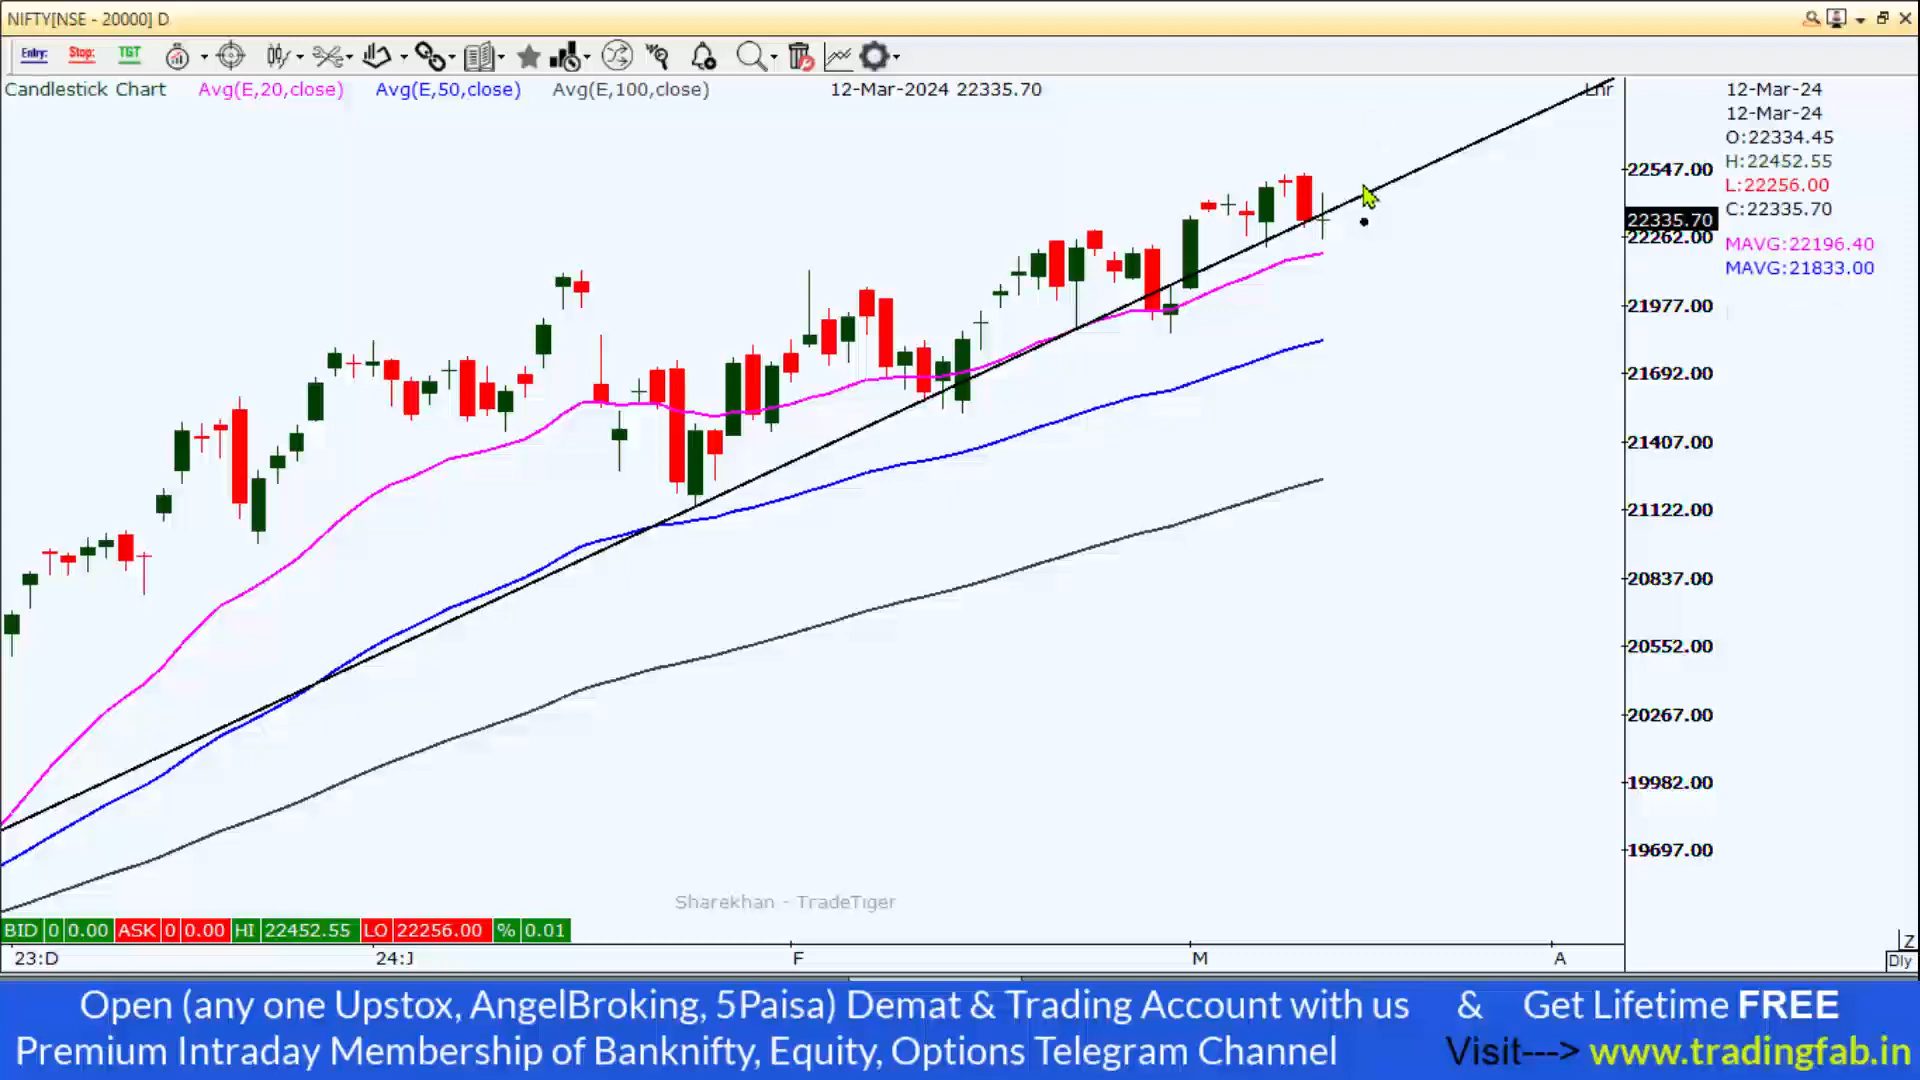 NIFTY[NSE - 20000] D
Entry: Stop: TGT
Candlestick Chart Avg(E,20,close) Avg(E,50,close) Avg(E,100,close) 12-Mar-2024 22335.70 Lnr
12-Mar-24
12-Mar-24
O:22334.45
H:22452.55
L:22256.00
C:22335.70
MAVG:22196.40
MAVG:21833.00
22547.00
22335.70
22262.00
21977.00
21692.00
21407.00
21122.00
20837.00
20552.00
20267.00
19982.00
19697.00
Sharekhan - TradeTiger
BID 0 0.00 ASK 0 0.00 HI 22452.55 LO 22256.00 % 0.01
23:D 24:J F M A
Z
Dly
Open (any one Upstox, AngelBroking, 5Paisa) Demat & Trading Account with us & Get Lifetime FREE
Premium Intraday Membership of Banknifty, Equity, Options Telegram Channel Visit---> www.tradingfab.in